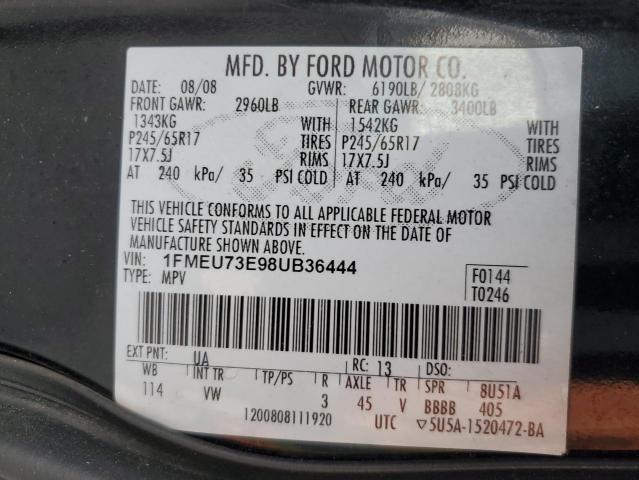 MFD. BY FORD MOTOR CO.
DATE: 08/08 GVWR: 6190LB/ 2808KG
FRONT GAWR: 2960LB REAR GAWR: 3400LB
1343KG WITH 1542KG WITH
P245/65R17 TIRES P245/65R17 TIRES
17X7.5J RIMS 17X7.5J RIMS
AT 240 kPa/ 35 PSI COLD AT 240 kPa/ 35 PSI COLD
THIS VEHICLE CONFORMS TO ALL APPLICABLE FEDERAL MOTOR
VEHICLE SAFETY STANDARDS IN EFFECT ON THE DATE OF
MANUFACTURE SHOWN ABOVE.
VIN: 1FMEU73E98UB36444
TYPE: MPV
F0144
T0246
EXT PNT: UA RC: 13 DSO:
WB INT TR TP/PS R AXLE TR SPR 8U51A
114 VW 3 45 V BBBB 405
1200808111920 UTC ▽5U5A-1520472-BA